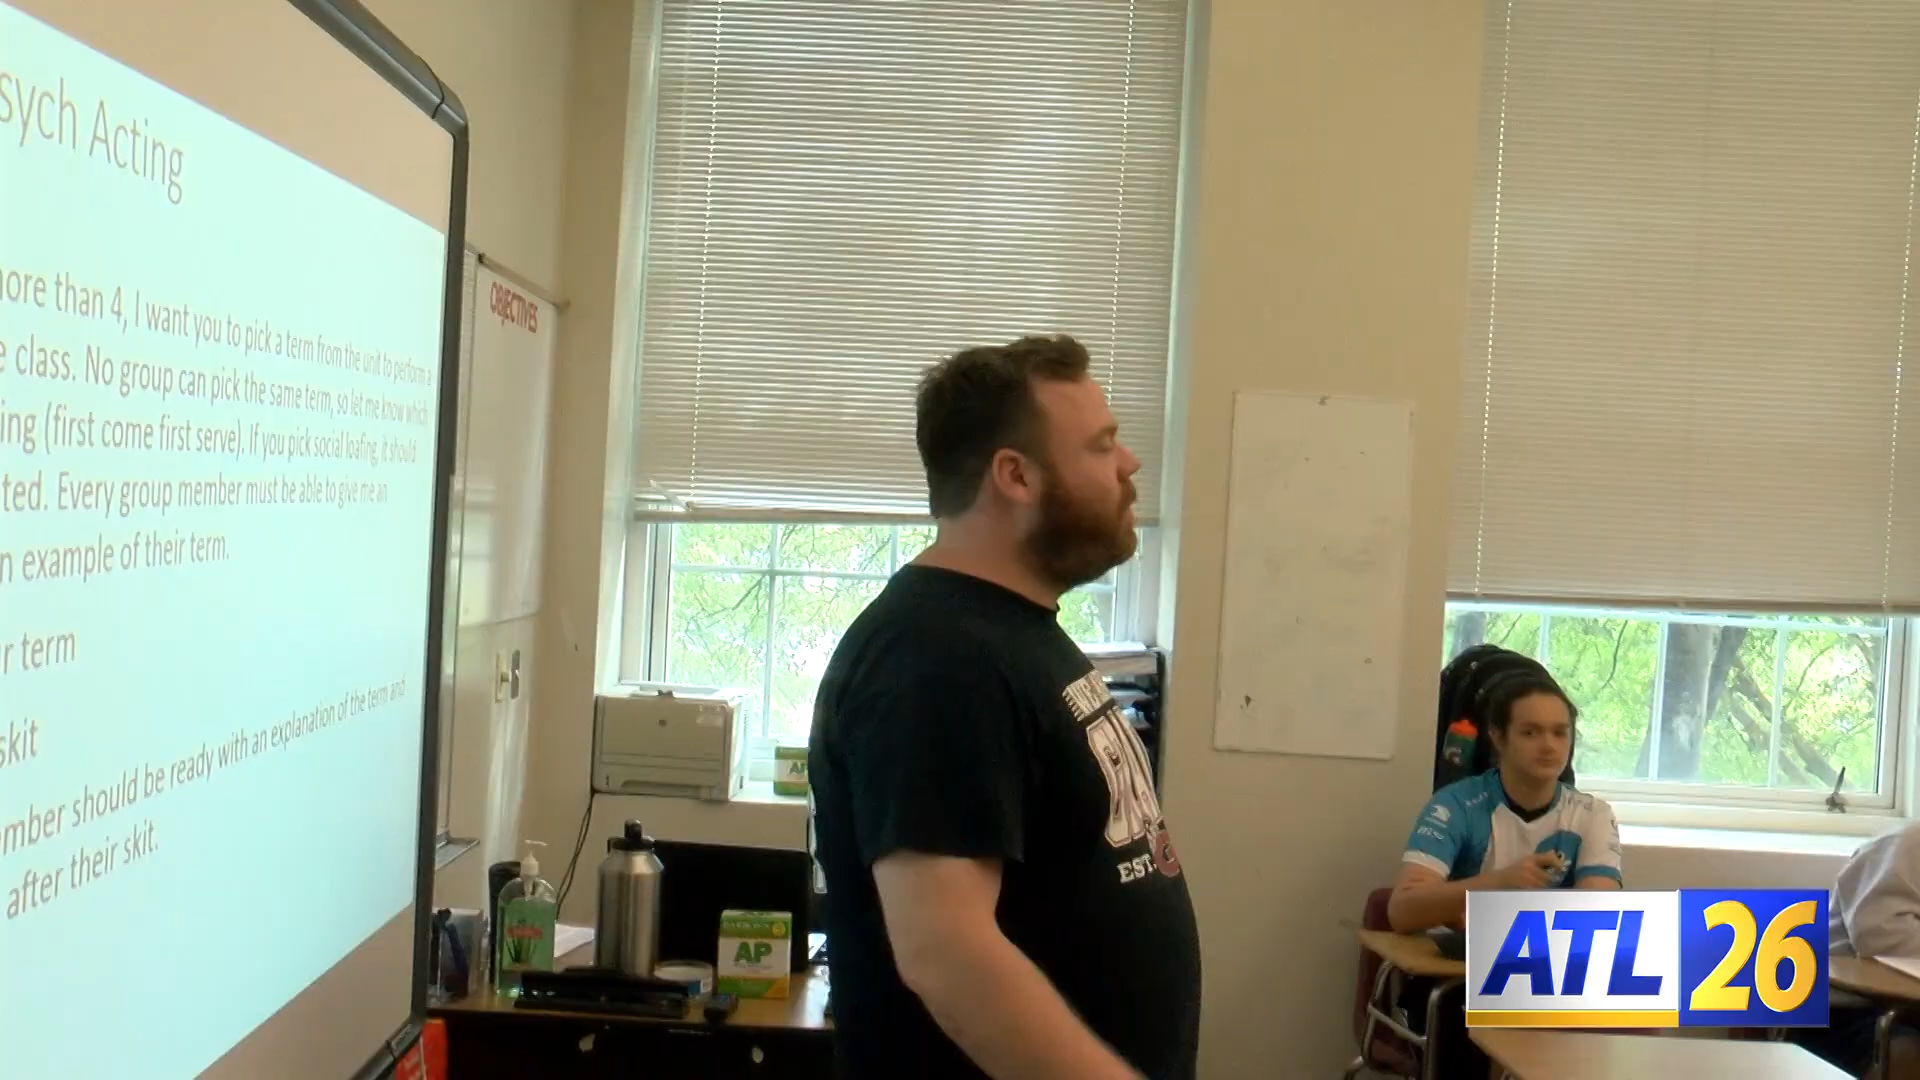 sych Acting
ore than 4, I want you to pick a term from the unit to perform a
e class. No group can pick the same term, so let me know which
ing (first come first serve). If you pick social loafing, it should
ted. Every group member must be able to give me an
n example of their term.
r term
skit
mber should be ready with an explanation of the term and
after their skit.
OBJECTIVES
AP
EST.
ATL 26